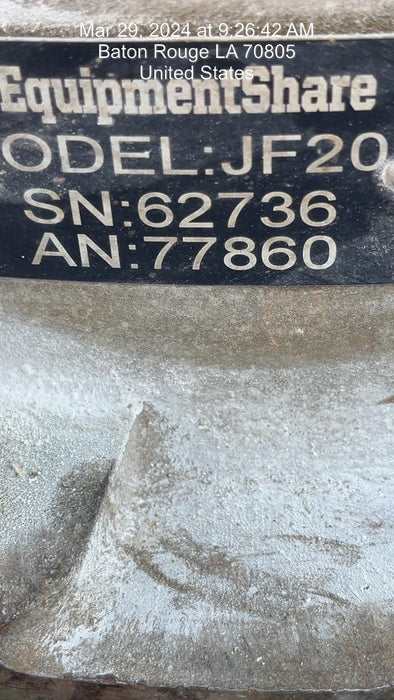 Mar 29, 2024 at 9:26:42 AM
Baton Rouge LA 70805
United States
EquipmentShare
ODEL:JF20
SN:62736
AN:77860